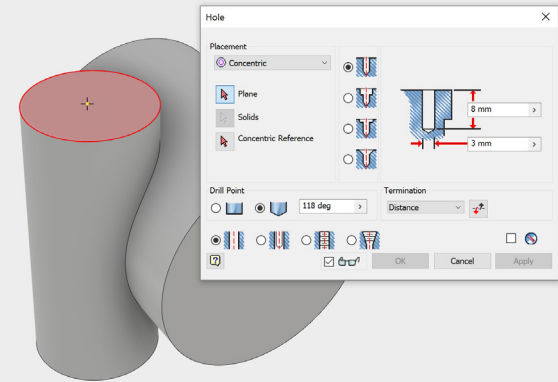 Hole
Placement
Concentric
Plane
Solids
Concentric Reference
8 mm
3 mm
Drill Point
118 deg
Termination
Distance
OK
Cancel
Apply